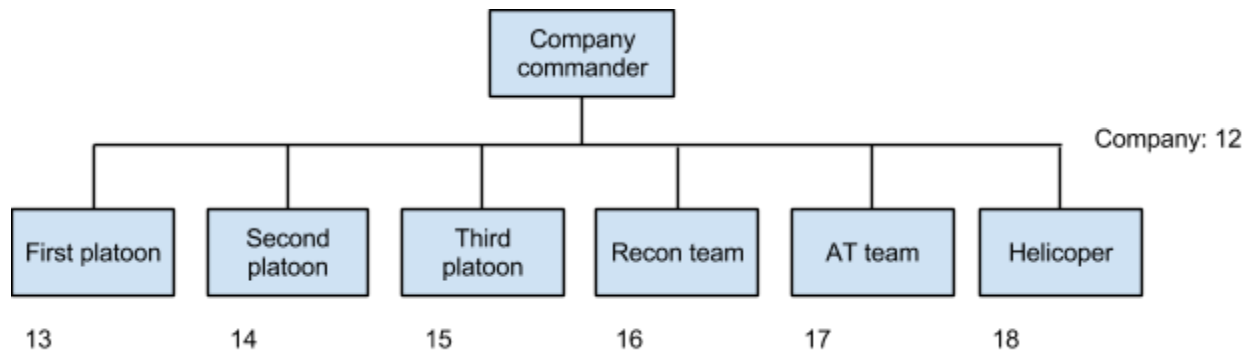 Company
commander
Company: 12
First platoon
Second
platoon
Third
platoon
Recon team
AT team
Helicoper
13
14
15
16
17
18